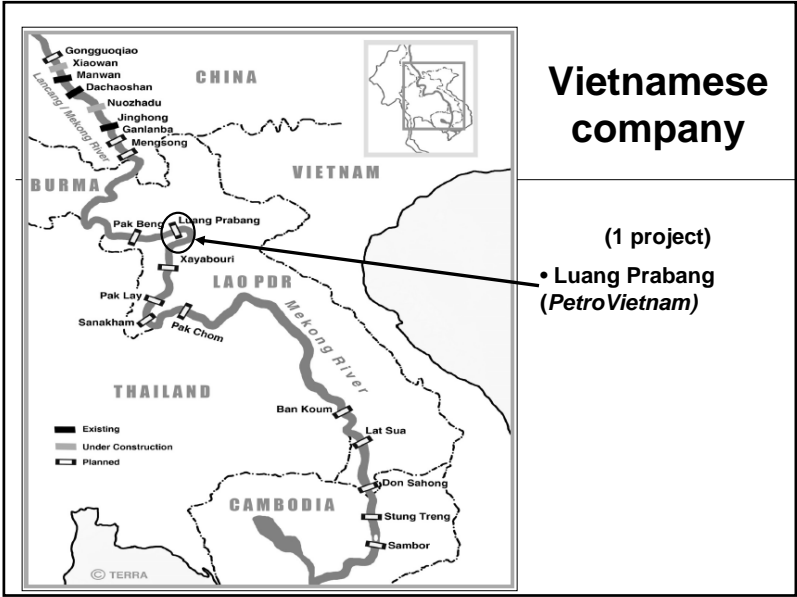 Vietnamese
company
(1 project)
• Luang Prabang
(PetroVietnam)
Gongguoqiao
Xiaowan
Manwan
Dachaoshan
Nuozhadu
Jinghong
Ganlanba
Mengsong
Lancang / Mekong River
CHINA
BURMA
VIETNAM
Pak Beng
Luang Prabang
Xayabouri
LAO PDR
Pak Lay
Sanakham
Pak Chom
Mekong River
THAILAND
Ban Koum
Lat Sua
Existing
Under Construction
Planned
Don Sahong
CAMBODIA
Stung Treng
Sambor
© TERRA